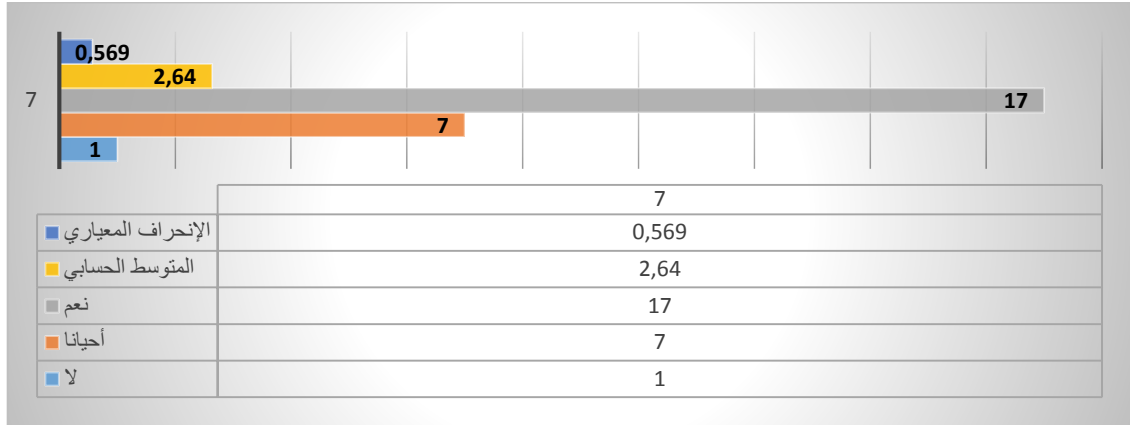 0,569
2,64
7
17
7
1
7
الإنحراف المعياري 0,569
المتوسط الحسابي 2,64
نعم 17
أحيانا 7
لا 1